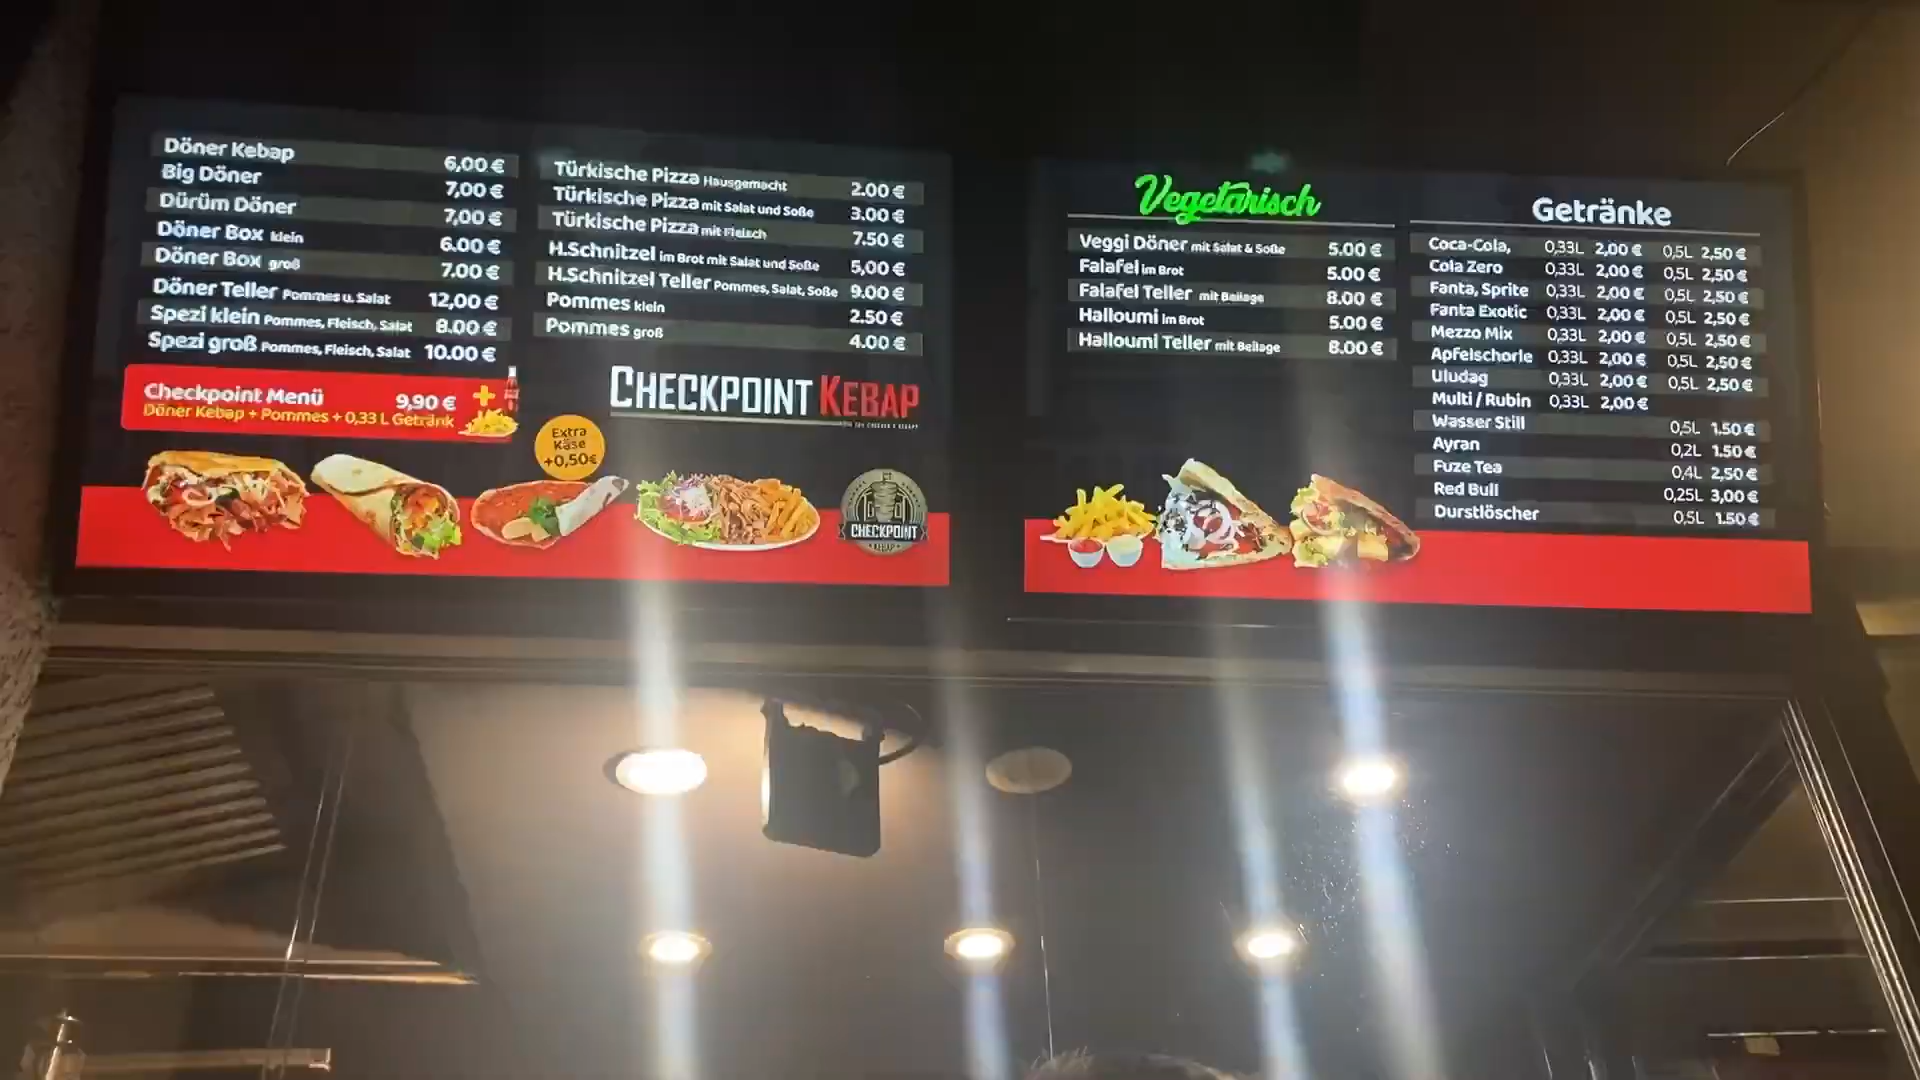 Döner Kebap 6,00 €
Big Döner 7,00 €
Dürüm Döner 7,00 €
Döner Box klein 6.00 €
Döner Box groß 7.00 €
Döner Teller Pommes u. Salat 12,00 €
Spezi klein Pommes, Fleisch, Salat 8.00 €
Spezi groß Pommes, Fleisch, Salat 10.00 €
Checkpoint Menü 9,90 € +
Döner Kebap + Pommes + 0,33 L Getränk
Türkische Pizza Hausgemacht 2.00 €
Türkische Pizza mit Salat und Soße 3.00 €
Türkische Pizza mit Fleisch 7.50 €
H.Schnitzel im Brot mit Salat und Soße 5,00 €
H.Schnitzel Teller Pommes, Salat, Soße 9.00 €
Pommes klein 2.50 €
Pommes groß 4.00 €
CHECKPOINT KEBAP
Extra
Käse
+0,50€
CHECKPOINT
KEBAP
Vegetarisch
Veggi Döner mit Salat & Soße 5.00 €
Falafel im Brot 5.00 €
Falafel Teller mit Beilage 8.00 €
Halloumi im Brot 5.00 €
Halloumi Teller mit Beilage 8.00 €
Getränke
Coca-Cola, 0,33L 2,00 € 0,5L 2,50 €
Cola Zero 0,33L 2,00 € 0,5L 2,50 €
Fanta, Sprite 0,33L 2,00 € 0,5L 2,50 €
Fanta Exotic 0,33L 2,00 € 0,5L 2,50 €
Mezzo Mix 0,33L 2,00 € 0,5L 2,50 €
Apfelschorle 0,33L 2,00 € 0,5L 2,50 €
Uludag 0,33L 2,00 € 0,5L 2,50 €
Multi / Rubin 0,33L 2,00 €
Wasser Still 0,5L 1.50 €
Ayran 0,2L 1.50 €
Fuze Tea 0,4L 2,50 €
Red Bull 0,25L 3,00 €
Durstlöscher 0,5L 1.50 €